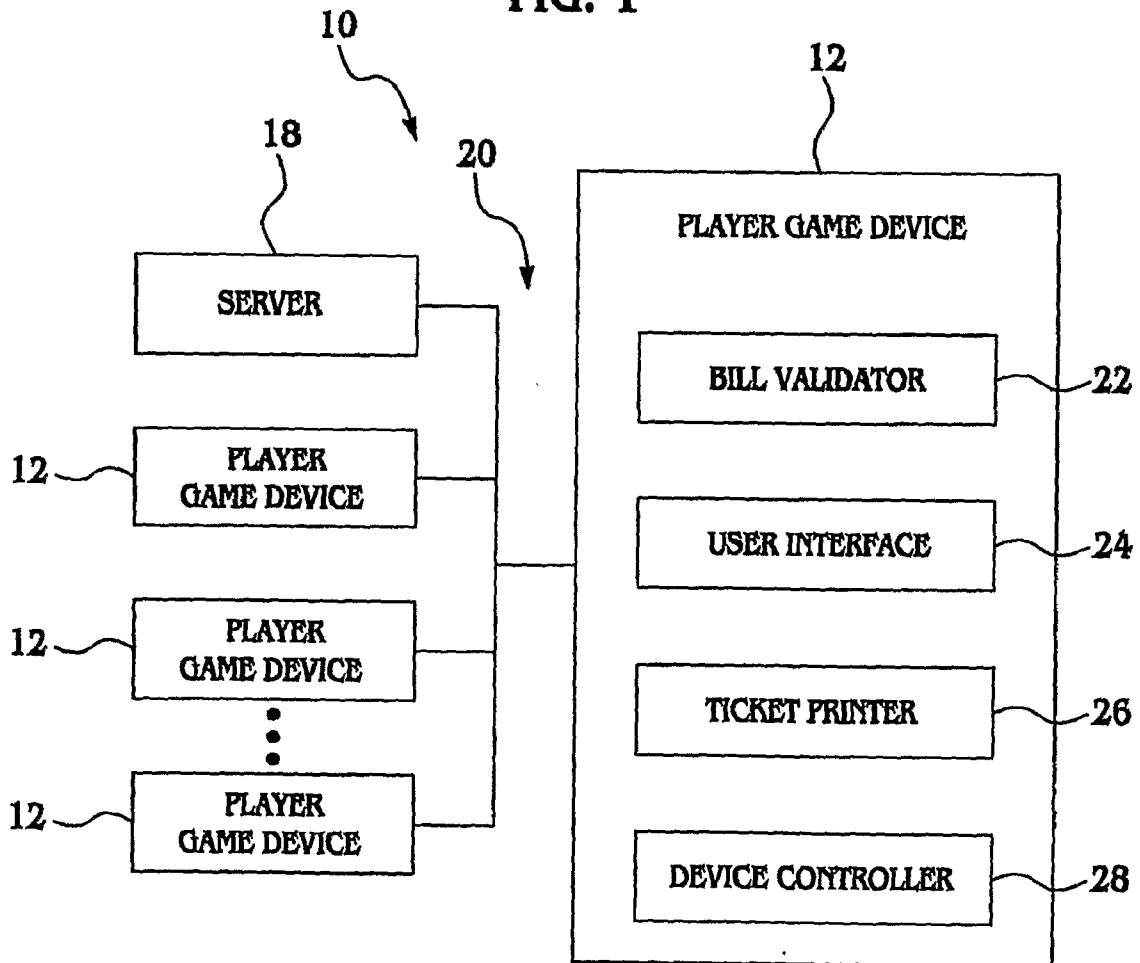 FIG. 1
10
12
18
20
PLAYER GAME DEVICE
SERVER
BILL VALIDATOR
22
12
PLAYER
GAME DEVICE
USER INTERFACE
24
12
PLAYER
GAME DEVICE
TICKET PRINTER
26
12
PLAYER
GAME DEVICE
DEVICE CONTROLLER
28